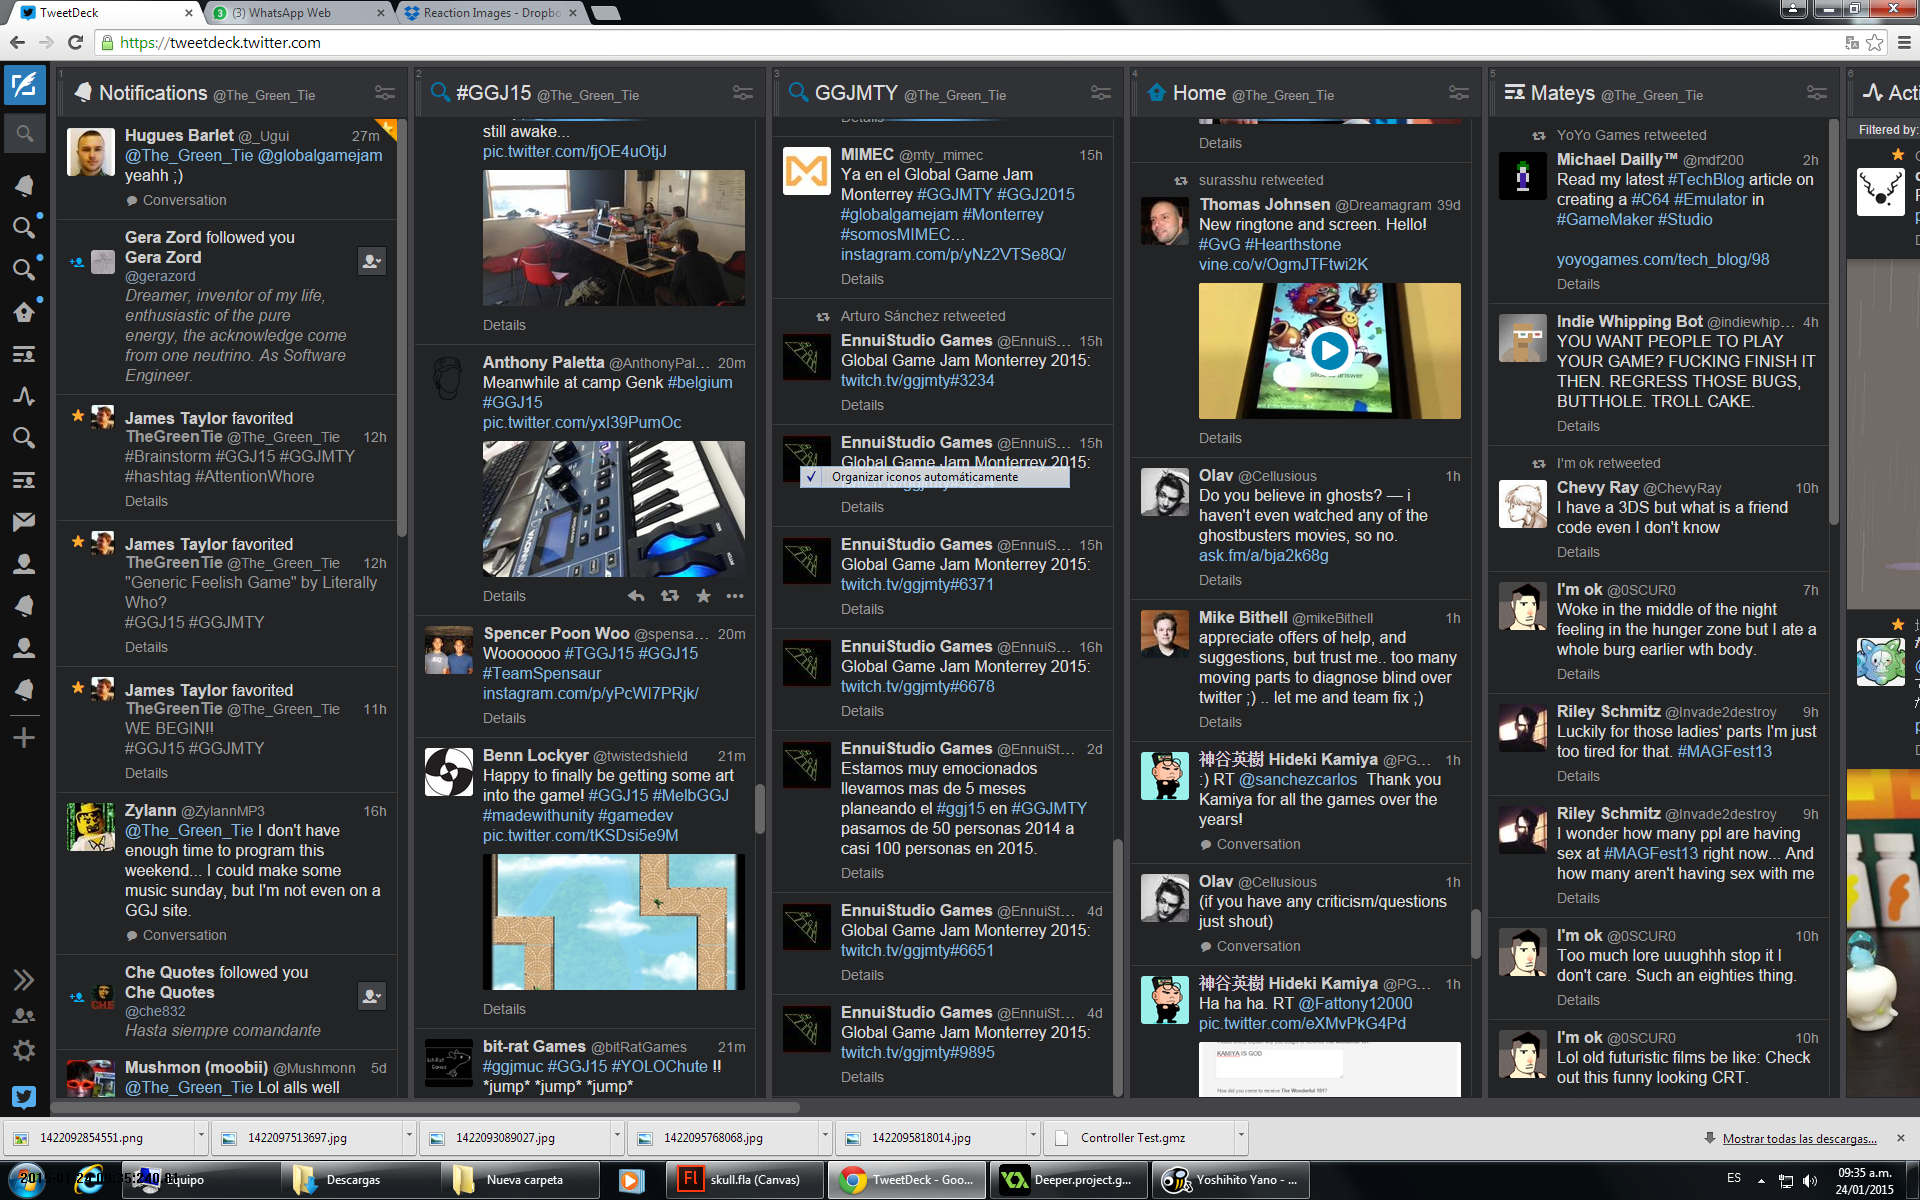 TweetDeck
(3) WhatsApp Web
Reaction Images - Dropbo
https://tweetdeck.twitter.com
1
Notifications @The_Green_Tie
Hugues Barlet @_Ugui 27m
@The_Green_Tie @globalgamejam
yeahh ;)
Conversation
Gera Zord followed you
Gera Zord
@gerazord
Dreamer, inventor of my life,
enthusiastic of the pure
energy, the acknowledge come
from one neutrino. As Software
Engineer.
James Taylor favorited
TheGreenTie @The_Green_Tie 12h
#Brainstorm #GGJ15 #GGJMTY
#hashtag #AttentionWhore
Details
James Taylor favorited
TheGreenTie @The_Green_Tie 12h
"Generic Feelish Game" by Literally
Who?
#GGJ15 #GGJMTY
Details
James Taylor favorited
TheGreenTie @The_Green_Tie 11h
WE BEGIN!!
#GGJ15 #GGJMTY
Details
Zylann @ZylannMP3 16h
@The_Green_Tie I don't have
enough time to program this
weekend... I could make some
music sunday, but I'm not even on a
GGJ site.
Conversation
Che Quotes followed you
Che Quotes
@che832
Hasta siempre comandante
Mushmon (moobii) @Mushmonn 5d
@The_Green_Tie Lol alls well
2
#GGJ15 @The_Green_Tie
still awake...
pic.twitter.com/fjOE4uOtjJ
Details
Anthony Paletta @AnthonyPal... 20m
Meanwhile at camp Genk #belgium
#GGJ15
pic.twitter.com/yxI39PumOc
Details
Spencer Poon Woo @spensa... 20m
Wooooooo #TGGJ15 #GGJ15
#TeamSpensaur
instagram.com/p/yPcWI7PRjk/
Details
Benn Lockyer @twistedshield 21m
Happy to finally be getting some art
into the game! #GGJ15 #MelbGGJ
#madewithunity #gamedev
pic.twitter.com/tKSDsi5e9M
Details
bit-rat Games @bitRatGames 21m
#ggjmuc #GGJ15 #YOLOChute !!
*jump* *jump* *jump*
3
GGJMTY @The_Green_Tie
Details
MIMEC @mty_mimec 15h
Ya en el Global Game Jam
Monterrey #GGJMTY #GGJ2015
#globalgamejam #Monterrey
#somosMIMEC...
instagram.com/p/yNz2VTSe8Q/
Details
Arturo Sánchez retweeted
EnnuiStudio Games @EnnuiS... 15h
Global Game Jam Monterrey 2015:
twitch.tv/ggjmty#3234
Details
EnnuiStudio Games @EnnuiS... 15h
Global Game Jam Monterrey 2015:
Organizar iconos automáticamente
Details
EnnuiStudio Games @EnnuiS... 15h
Global Game Jam Monterrey 2015:
twitch.tv/ggjmty#6371
Details
EnnuiStudio Games @EnnuiS... 16h
Global Game Jam Monterrey 2015:
twitch.tv/ggjmty#6678
Details
EnnuiStudio Games @EnnuiSt... 2d
Estamos muy emocionados
llevamos mas de 5 meses
planeando el #ggj15 en #GGJMTY
pasamos de 50 personas 2014 a
casi 100 personas en 2015.
Details
EnnuiStudio Games @EnnuiSt... 4d
Global Game Jam Monterrey 2015:
twitch.tv/ggjmty#6651
Details
EnnuiStudio Games @EnnuiSt... 4d
Global Game Jam Monterrey 2015:
twitch.tv/ggjmty#9895
Details
4
Home @The_Green_Tie
Details
surasshu retweeted
Thomas Johnsen @Dreamagram 39d
New ringtone and screen. Hello!
#GvG #Hearthstone
vine.co/v/OgmJTFtwi2K
Details
Olav @Cellusious 1h
Do you believe in ghosts? — i
haven't even watched any of the
ghostbusters movies, so no.
ask.fm/a/bja2k68g
Details
Mike Bithell @mikeBithell 1h
appreciate offers of help, and
suggestions, but trust me.. too many
moving parts to diagnose blind over
twitter ;) .. let me and team fix ;)
Details
神谷英樹 Hideki Kamiya @PG... 1h
:) RT @sanchezcarlos Thank you
Kamiya for all the games over the
years!
Conversation
Olav @Cellusious 1h
(if you have any criticism/questions
just shout)
Conversation
神谷英樹 Hideki Kamiya @PG... 1h
Ha ha ha. RT @Fattony12000
pic.twitter.com/eXMvPkG4Pd
KAMIYA IS GOD
How did you come to receive The Wonderful 101?
5
Mateys @The_Green_Tie
YoYo Games retweeted
Michael Dailly™ @mdf200 2h
Read my latest #TechBlog article on
creating a #C64 #Emulator in
#GameMaker #Studio
yoyogames.com/tech_blog/98
Details
Indie Whipping Bot @indiewhip... 4h
YOU WANT PEOPLE TO PLAY
YOUR GAME? FUCKING FINISH IT
THEN. REGRESS THOSE BUGS,
BUTTHOLE. TROLL CAKE.
Details
I'm ok retweeted
Chevy Ray @ChevyRay 10h
I have a 3DS but what is a friend
code even I don't know
Details
I'm ok @0SCUR0 7h
Woke in the middle of the night
feeling in the hunger zone but I ate a
whole burg earlier wth body.
Details
Riley Schmitz @Invade2destroy 9h
Luckily for those ladies' parts I'm just
too tired for that. #MAGFest13
Details
Riley Schmitz @Invade2destroy 9h
I wonder how many ppl are having
sex at #MAGFest13 right now... And
how many aren't having sex with me
Details
I'm ok @0SCUR0 10h
Too much lore uuughhh stop it I
don't care. Such an eighties thing.
Details
I'm ok @0SCUR0 10h
Lol old futuristic films be like: Check
out this funny looking CRT.
6
Acti
Filtered by:
1422092854551.png
1422097513697.jpg
1422093089027.jpg
1422095768068.jpg
1422095818014.jpg
Controller Test.gmz
Mostrar todas las descargas...
Equipo
Descargas
Nueva carpeta
skull.fla (Canvas)
TweetDeck - Goo...
Deeper.project.g...
Yoshihito Yano - ...
ES
09:35 a.m.
24/01/2015